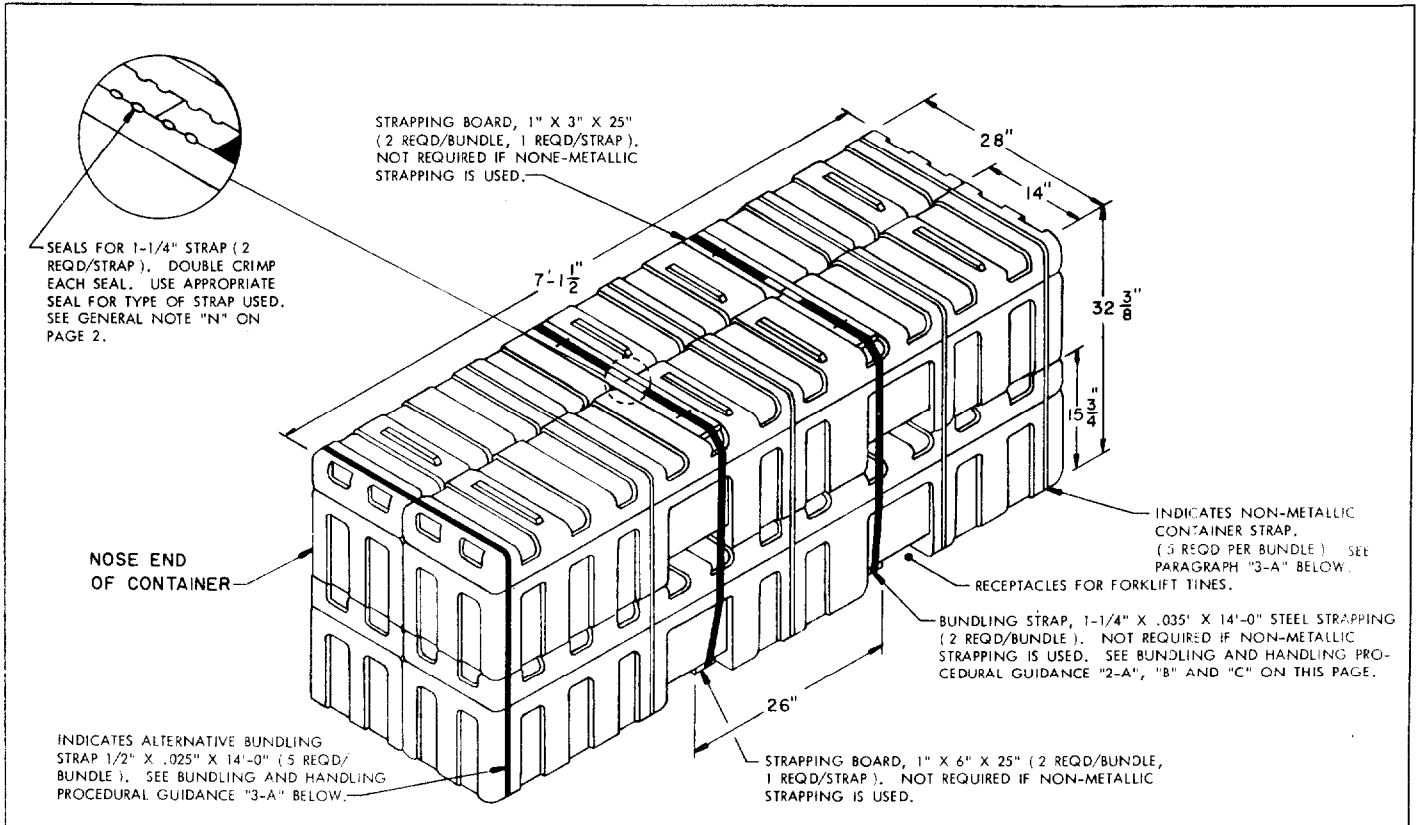 STRAPPING BOARD, 1" X 3" X 25"
(2 REQD/BUNDLE, 1 REQD/STRAP).
NOT REQUIRED IF NONE-METALLIC
STRAPPING IS USED.
28"
14"
SEALS FOR 1-1/4" STRAP (2
REQD/STRAP). DOUBLE CRIMP
EACH SEAL. USE APPROPRIATE
SEAL FOR TYPE OF STRAP USED.
SEE GENERAL NOTE "N" ON
PAGE 2.
7'-1 1/2"
32 3/8"
15 3/4"
NOSE END
OF CONTAINER
INDICATES NON-METALLIC
CONTAINER STRAP.
(5 REQD PER BUNDLE) SEE
PARAGRAPH "3-A" BELOW.
RECEPTACLES FOR FORKLIFT TINES.
BUNDLING STRAP, 1-1/4" X .035' X 14'-0" STEEL STRAPPING
(2 REQD/BUNDLE). NOT REQUIRED IF NON-METALLIC
STRAPPING IS USED. SEE BUNDLING AND HANDLING PRO-
CEDURAL GUIDANCE "2-A", "B" AND "C" ON THIS PAGE.
26"
INDICATES ALTERNATIVE BUNDLING
STRAP 1/2" X .025" X 14'-0" (5 REQD/
BUNDLE). SEE BUNDLING AND HANDLING
PROCEDURAL GUIDANCE "3-A" BELOW.
STRAPPING BOARD, 1" X 6" X 25" (2 REQD/BUNDLE,
1 REQD/STRAP). NOT REQUIRED IF NON-METALLIC
STRAPPING IS USED.